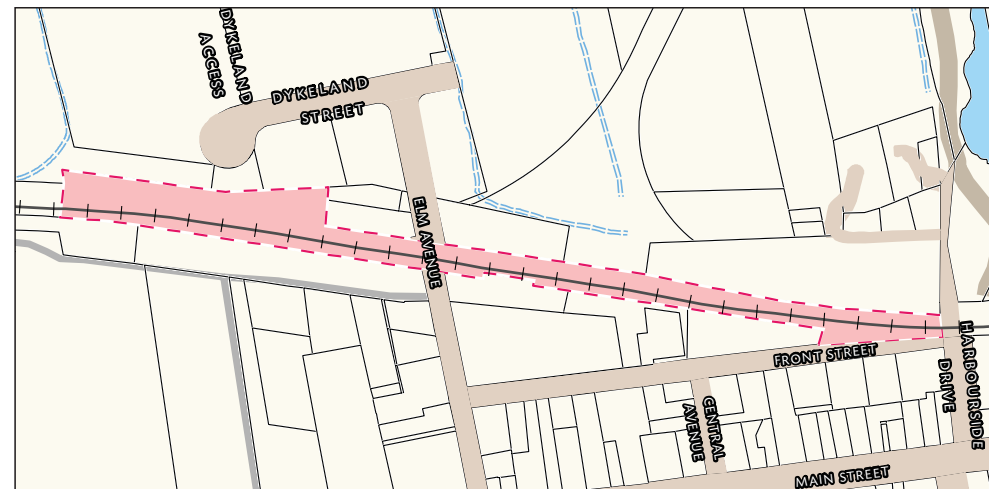 DYKELAND
ACCESS
DYKELAND
STREET
ELM AVENUE
FRONT STREET
HARBOURSIDE
DRIVE
CENTRAL
AVENUE
MAIN STREET